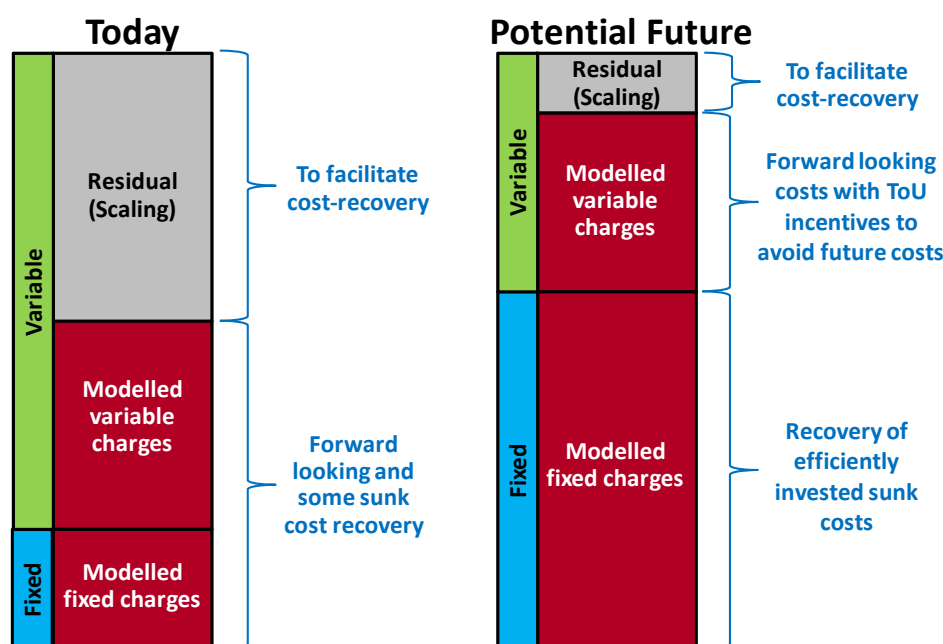 Today
Variable
Residual
(Scaling)
To facilitate
cost-recovery
Modelled
variable
charges
Forward
looking and
some sunk
cost recovery
Fixed
Modelled
fixed charges
Potential Future
Variable
Residual
(Scaling)
To facilitate
cost-recovery
Modelled
variable
charges
Forward looking
costs with ToU
incentives to
avoid future costs
Fixed
Modelled
fixed charges
Recovery of
efficiently
invested sunk
costs